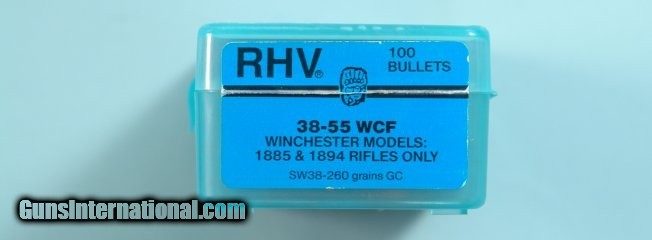 RHV®
100
BULLETS
38-55 WCF
WINCHESTER MODELS:
1885 & 1894 RIFLES ONLY
SW38-260 grains GC
GunsInternational.com